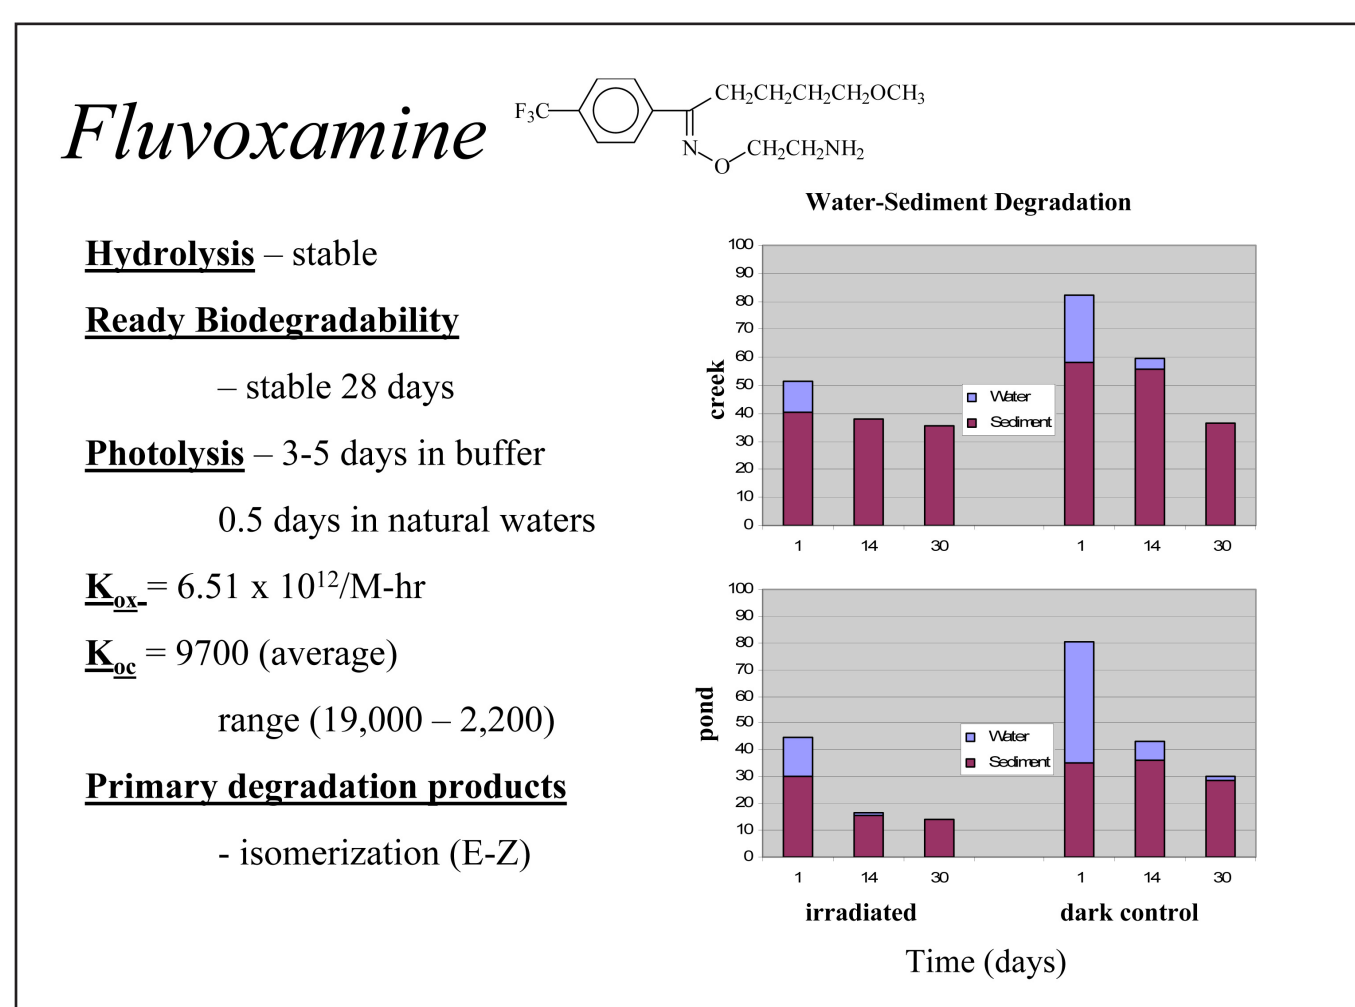 Fluvoxamine
F3C
CH2CH2CH2CH2OCH3
N
O
CH2CH2NH2
Hydrolysis – stable
Ready Biodegradability
– stable 28 days
Photolysis – 3-5 days in buffer
0.5 days in natural waters
Kox = 6.51 x 10^12/M-hr
Koc = 9700 (average)
range (19,000 – 2,200)
Primary degradation products
- isomerization (E-Z)
Water-Sediment Degradation
creek
100
90
80
70
60
50
40
30
20
10
0
Water
Sediment
1 14 30 1 14 30
pond
100
90
80
70
60
50
40
30
20
10
0
Water
Sediment
1 14 30 1 14 30
irradiated dark control
Time (days)